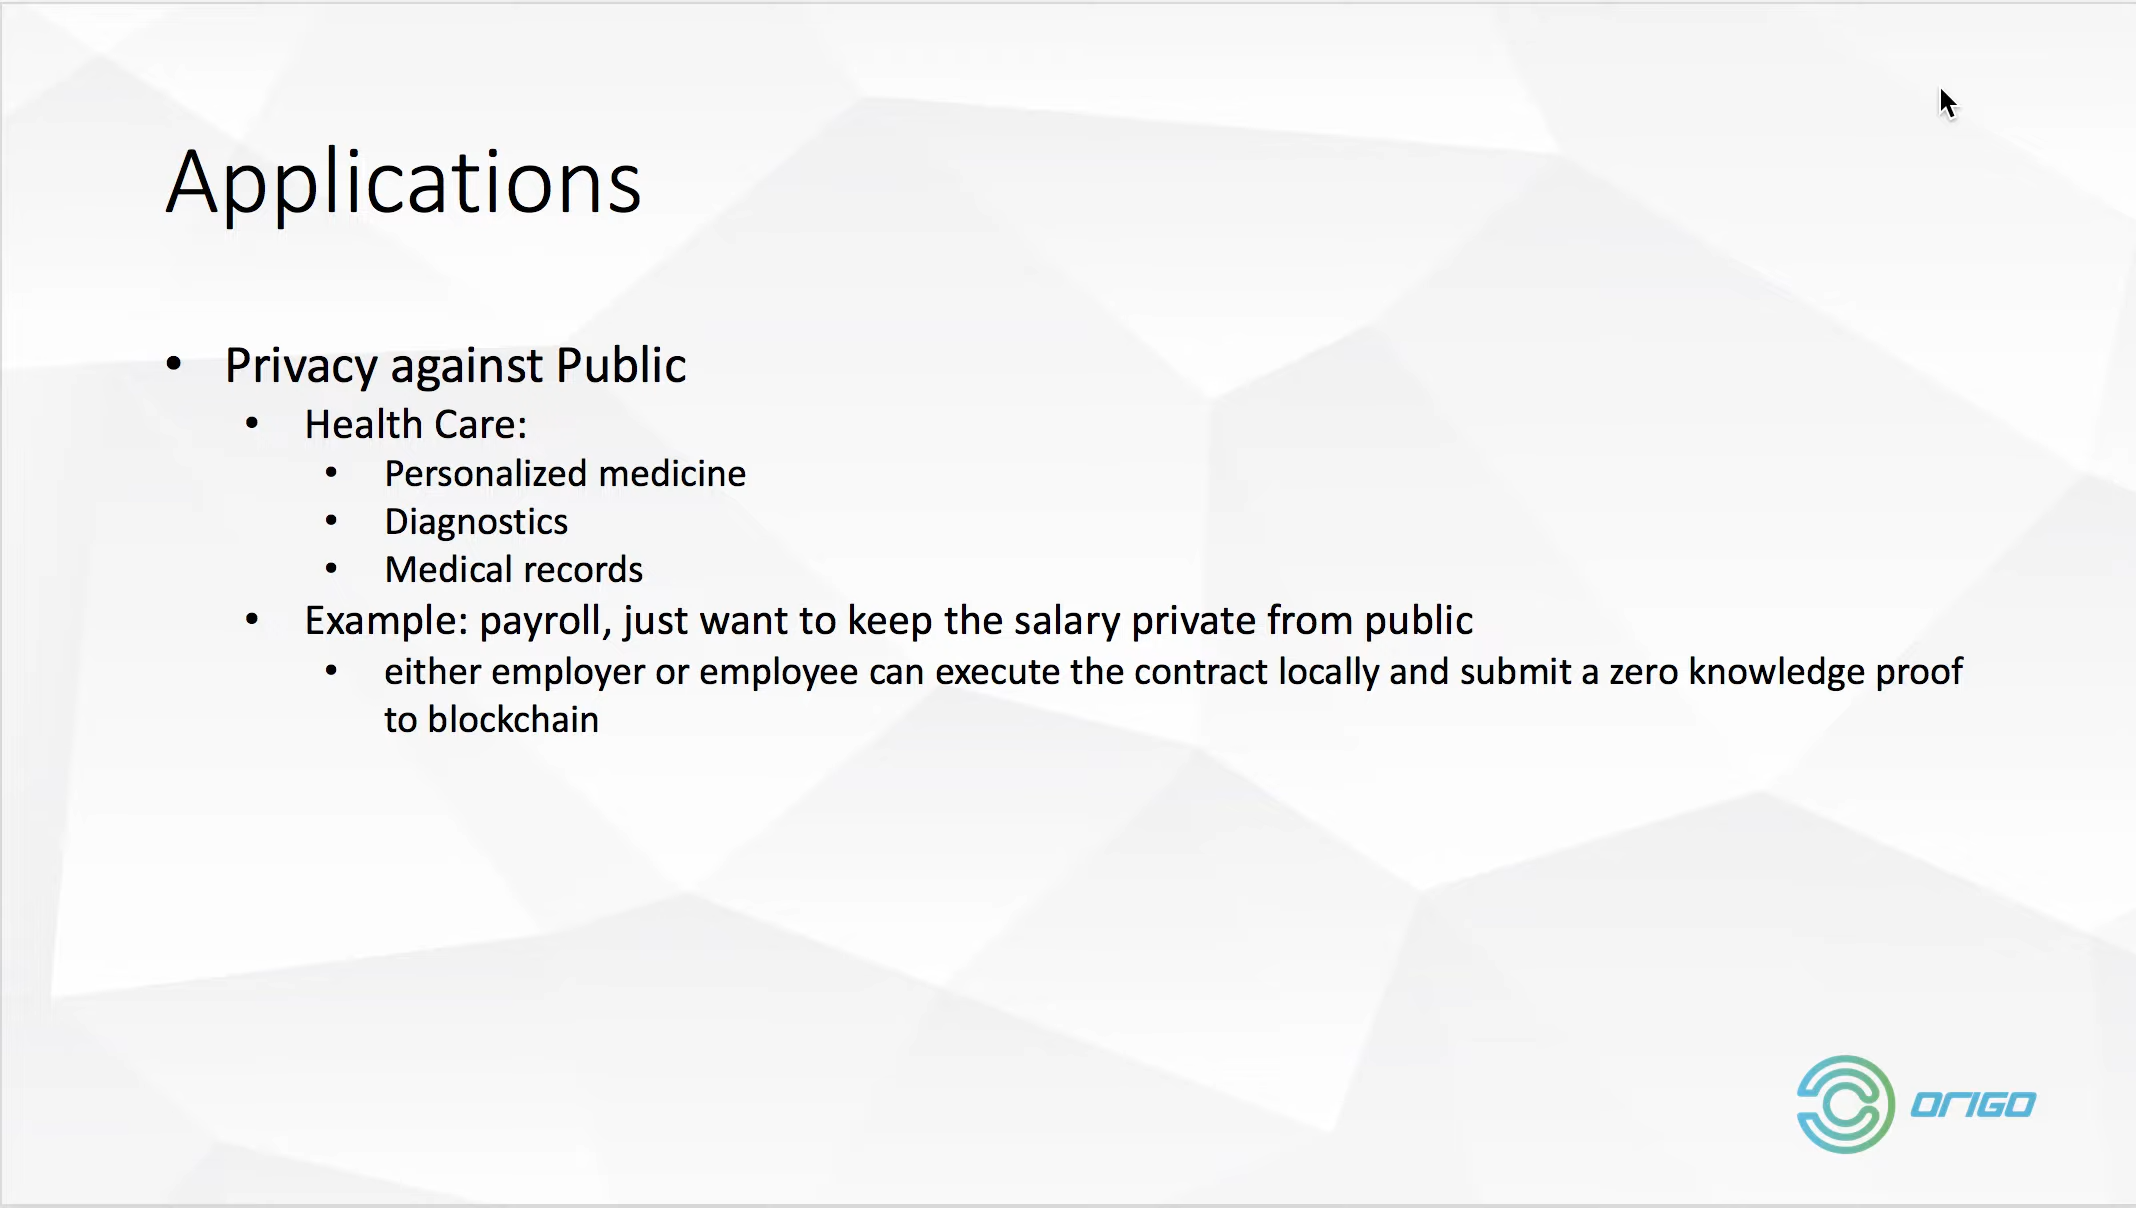 Applications
• Privacy against Public
• Health Care:
• Personalized medicine
• Diagnostics
• Medical records
• Example: payroll, just want to keep the salary private from public
• either employer or employee can execute the contract locally and submit a zero knowledge proof
to blockchain
ORIGO